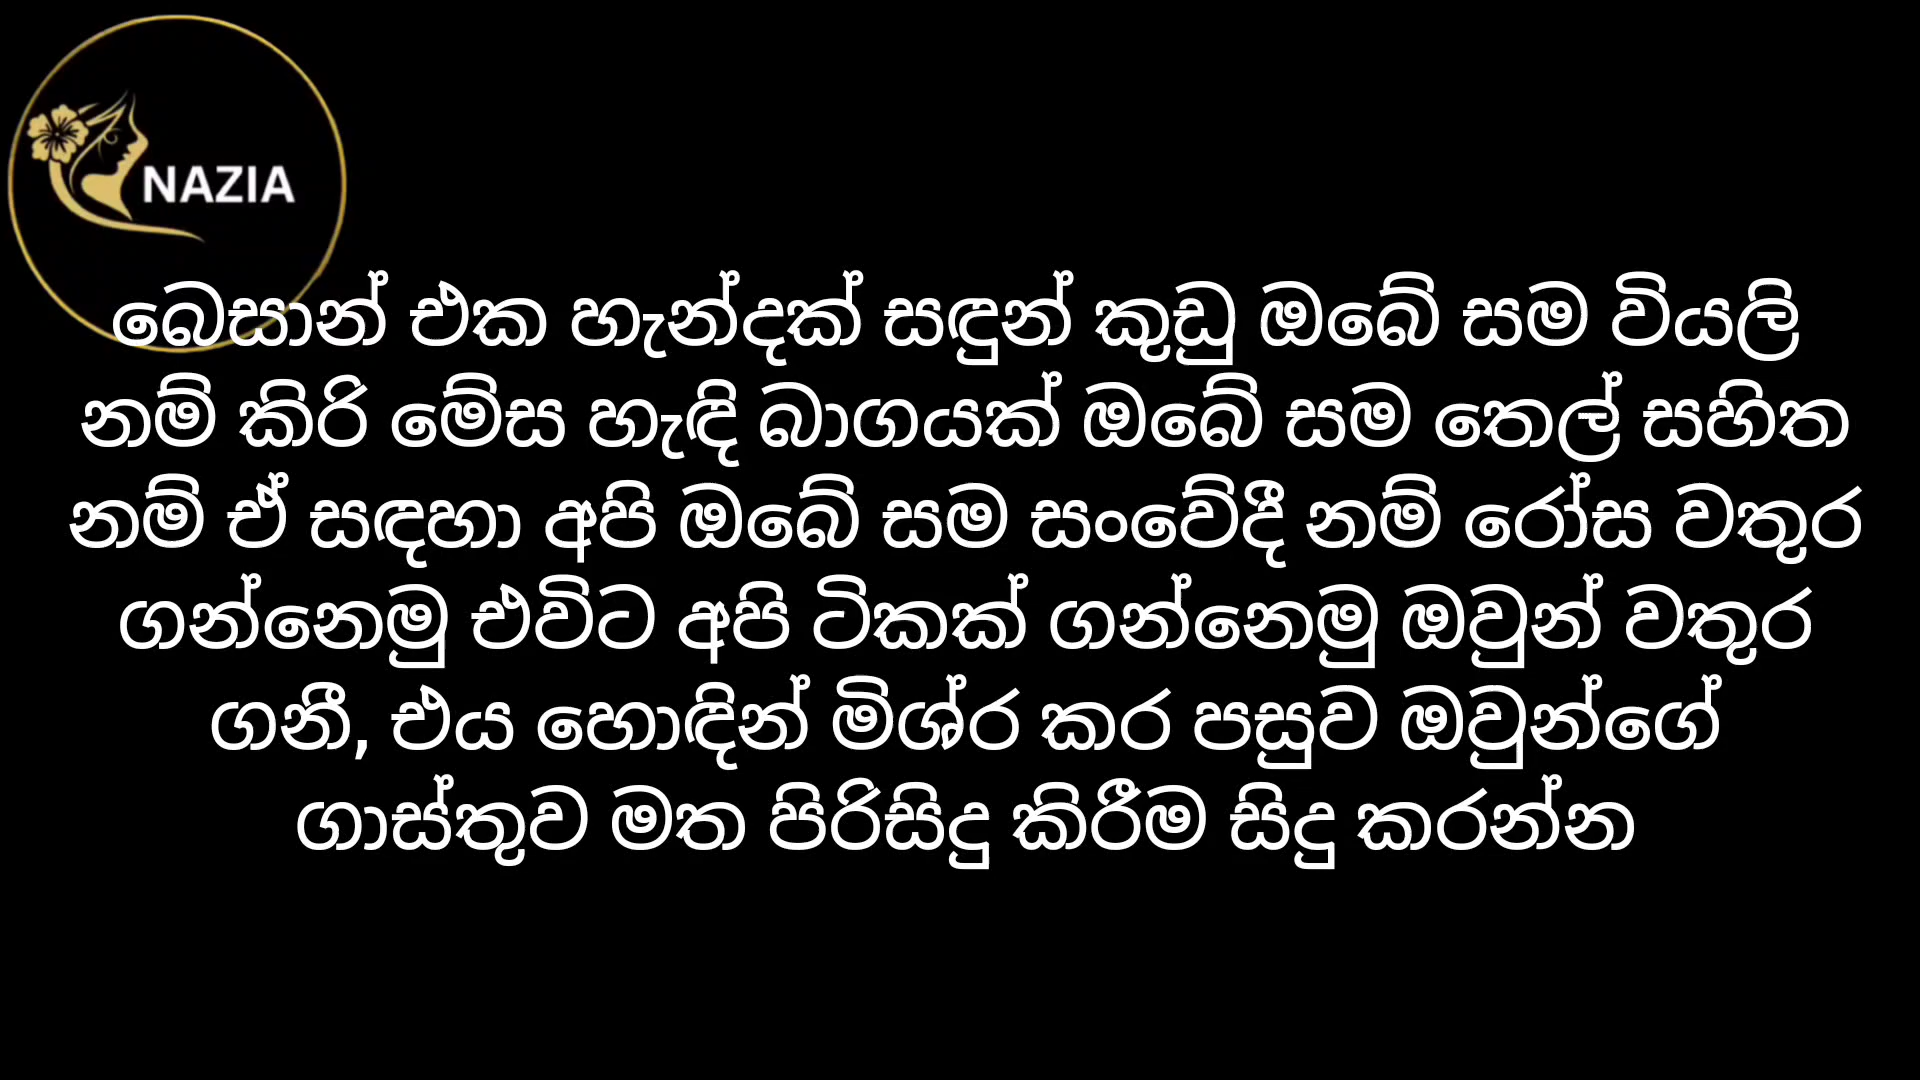 NAZIA
බෙසාන් එක හැන්දක් සඳුන් කුඩු ඔබේ සම වියලි
නම් කිරි මේස හැඳි බාගයක් ඔබේ සම තෙල් සහිත
නම් ඒ සඳහා අපි ඔබේ සම සංවේදී නම් රෝස වතුර
ගන්නෙමු එවිට අපි ටිකක් ගන්නෙමු ඔවුන් වතුර
ගනී, එය හොඳින් මිශ්ර කර පසුව ඔවුන්ගේ
ගාස්තුව මත පිරිසිදු කිරීම සිදු කරන්න